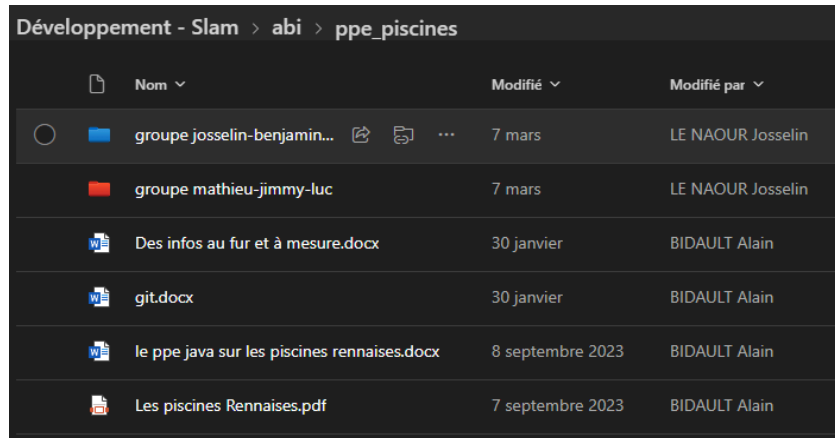 Développement - Slam > abi > ppe_piscines
Nom Modifié Modifié par
groupe josselin-benjamin... 7 mars LE NAOUR Josselin
groupe mathieu-jimmy-luc 7 mars LE NAOUR Josselin
Des infos au fur et à mesure.docx 30 janvier BIDAULT Alain
git.docx 30 janvier BIDAULT Alain
le ppe java sur les piscines rennaises.docx 8 septembre 2023 BIDAULT Alain
Les piscines Rennaises.pdf 7 septembre 2023 BIDAULT Alain